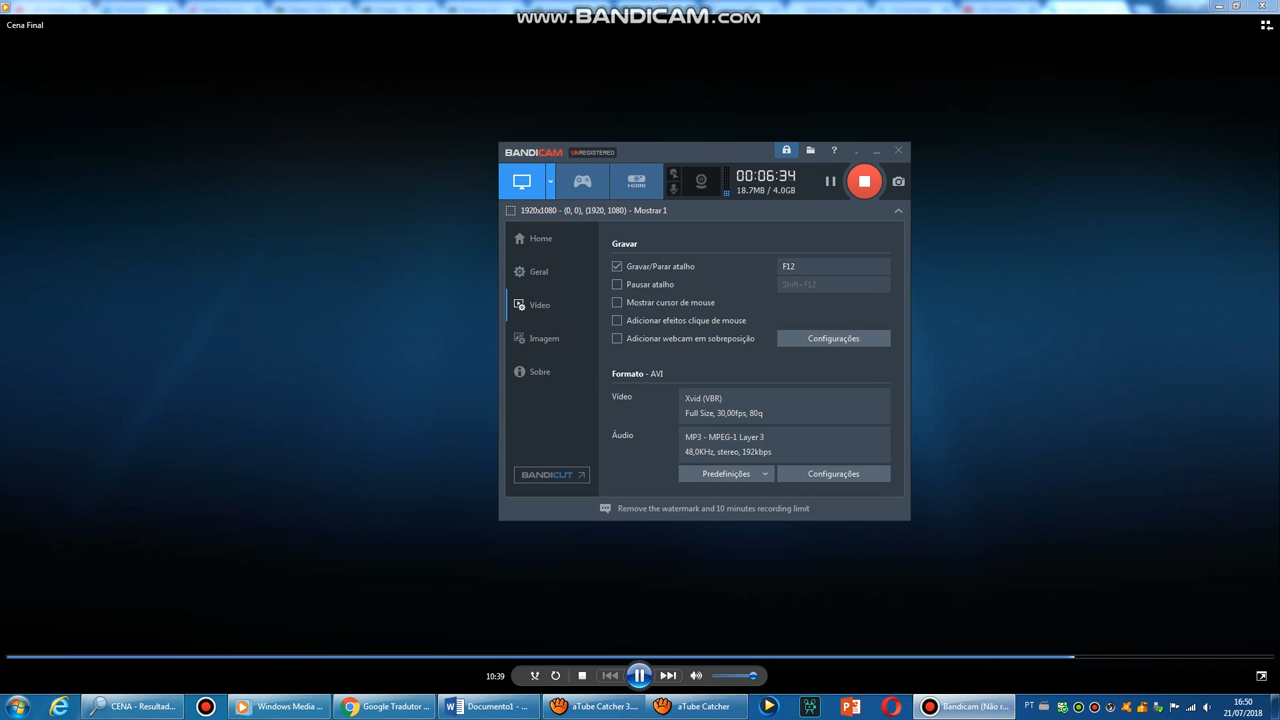 www.BANDICAM.com
Cena Final
BANDICAM UNREGISTERED
?
HDMI
00:06:34
18.7MB / 4.0GB
1920x1080 - (0, 0), (1920, 1080) - Mostrar 1
Home
Geral
Vídeo
Imagem
Sobre
BANDICUT
Gravar
Gravar/Parar atalho F12
Pausar atalho Shift+F12
Mostrar cursor de mouse
Adicionar efeitos clique de mouse
Adicionar webcam em sobreposição Configurações
Formato - AVI
Vídeo Xvid (VBR)
Full Size, 30,00fps, 80q
Áudio MP3 - MPEG-1 Layer 3
48,0KHz, stereo, 192kbps
Predefinições Configurações
Remove the watermark and 10 minutes recording limit
10:39
CENA - Resultad... Windows Media ... Google Tradutor ... Documento1 - ... aTube Catcher 3.... aTube Catcher Bandicam (Não r... PT 16:50
21/07/2018